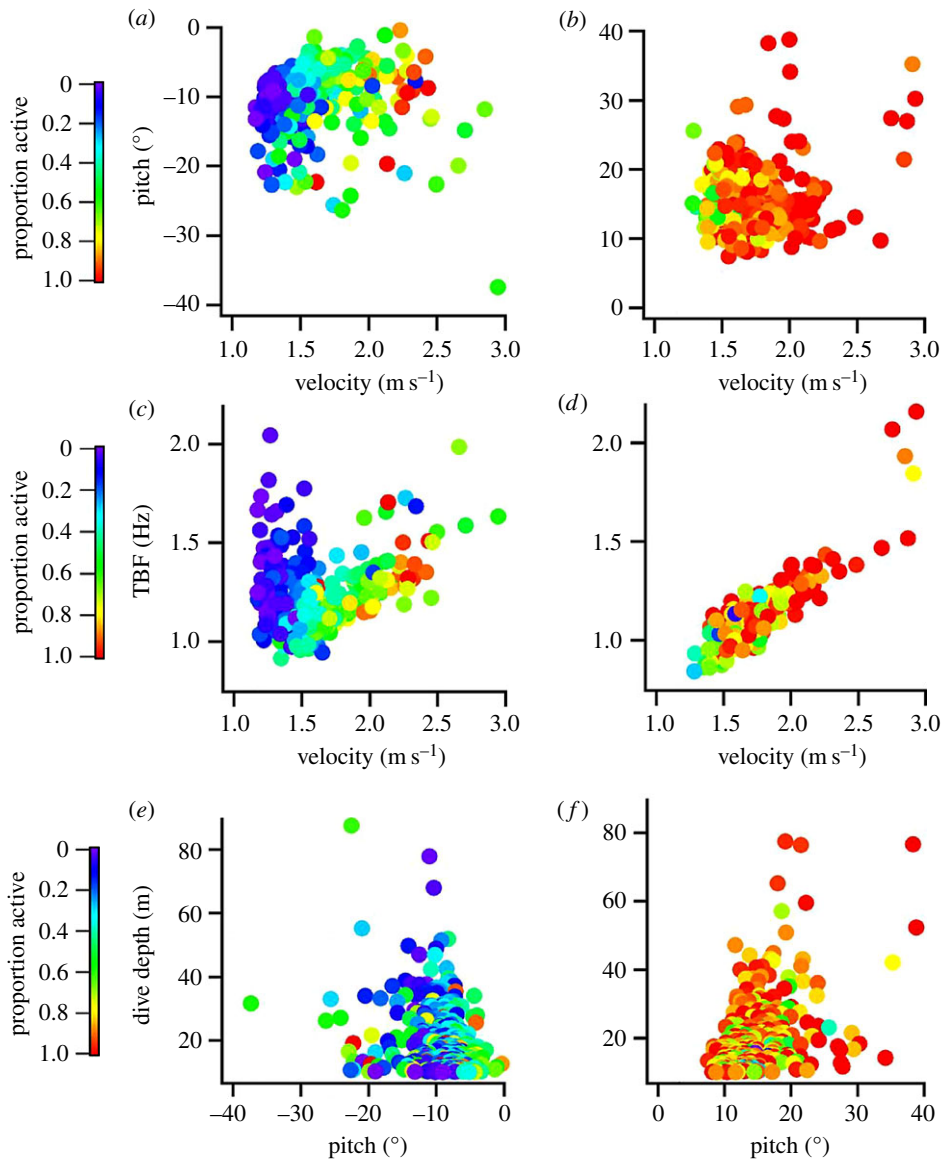 (a) (b)
proportion active
0
0.2
0.4
0.6
0.8
1.0
pitch (°)
0
–10
–20
–30
–40
1.0 1.5 2.0 2.5 3.0
velocity (m s–1)
40
30
20
10
0
1.0 1.5 2.0 2.5 3.0
velocity (m s–1)
(c) (d)
proportion active
0
0.2
0.4
0.6
0.8
1.0
TBF (Hz)
2.0
1.5
1.0
1.0 1.5 2.0 2.5 3.0
velocity (m s–1)
2.0
1.5
1.0
1.0 1.5 2.0 2.5 3.0
velocity (m s–1)
(e) (f)
proportion active
0
0.2
0.4
0.6
0.8
1.0
dive depth (m)
80
60
40
20
–40 –30 –20 –10 0
pitch (°)
80
60
40
20
0 10 20 30 40
pitch (°)